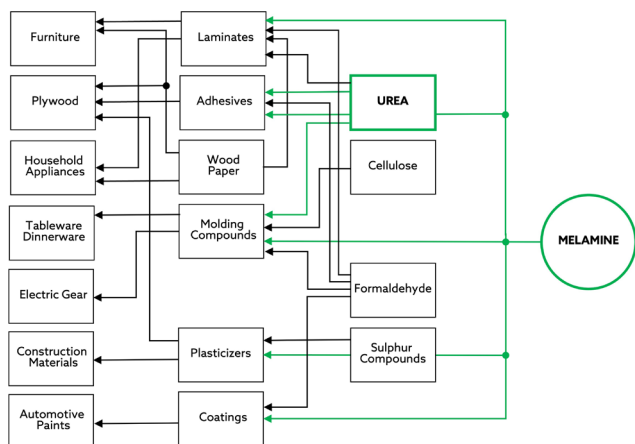 Furniture
Laminates
Plywood
Adhesives
UREA
Household
Appliances
Wood
Paper
Cellulose
Tableware
Dinnerware
Molding
Compounds
MELAMINE
Electric Gear
Formaldehyde
Construction
Materials
Plasticizers
Sulphur
Compounds
Automotive
Paints
Coatings